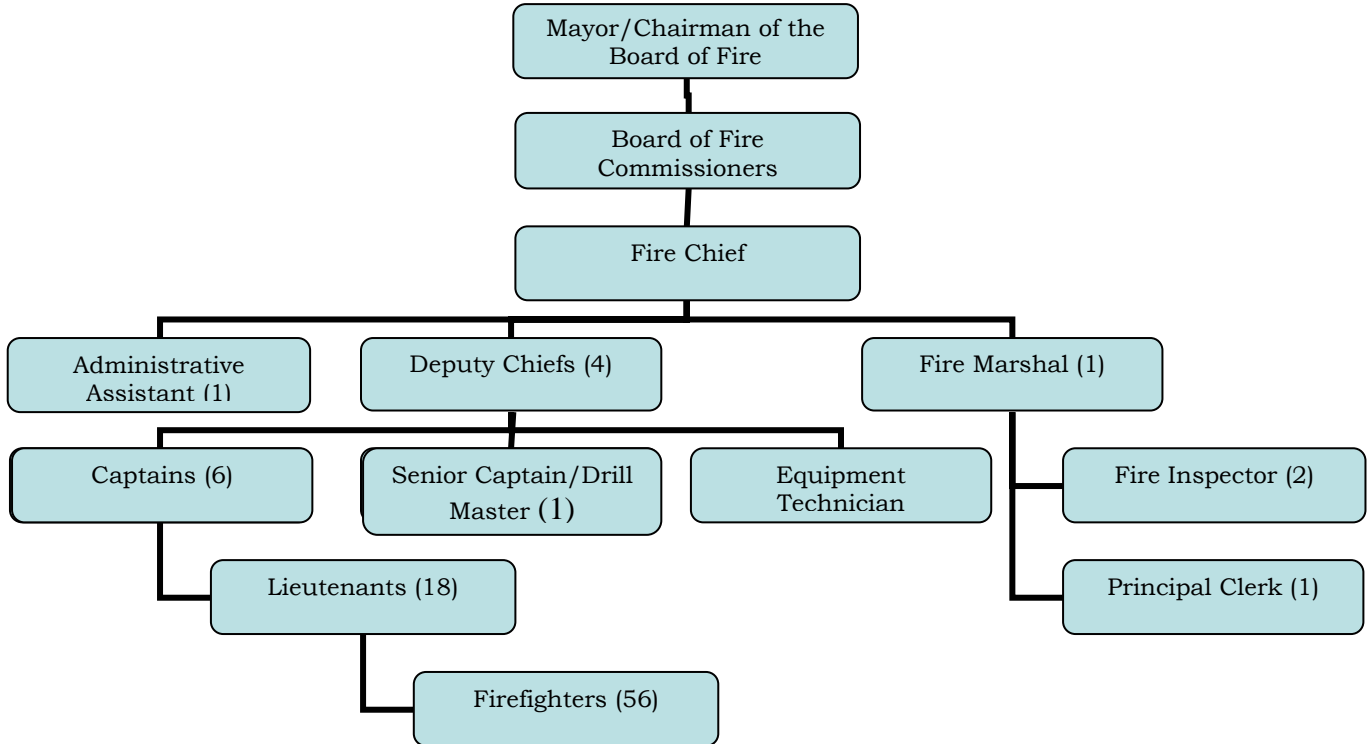 Mayor/Chairman of the
Board of Fire
Board of Fire
Commissioners
Fire Chief
Administrative
Assistant (1)
Deputy Chiefs (4)
Fire Marshal (1)
Captains (6)
Senior Captain/Drill
Master (1)
Equipment
Technician
Fire Inspector (2)
Lieutenants (18)
Principal Clerk (1)
Firefighters (56)